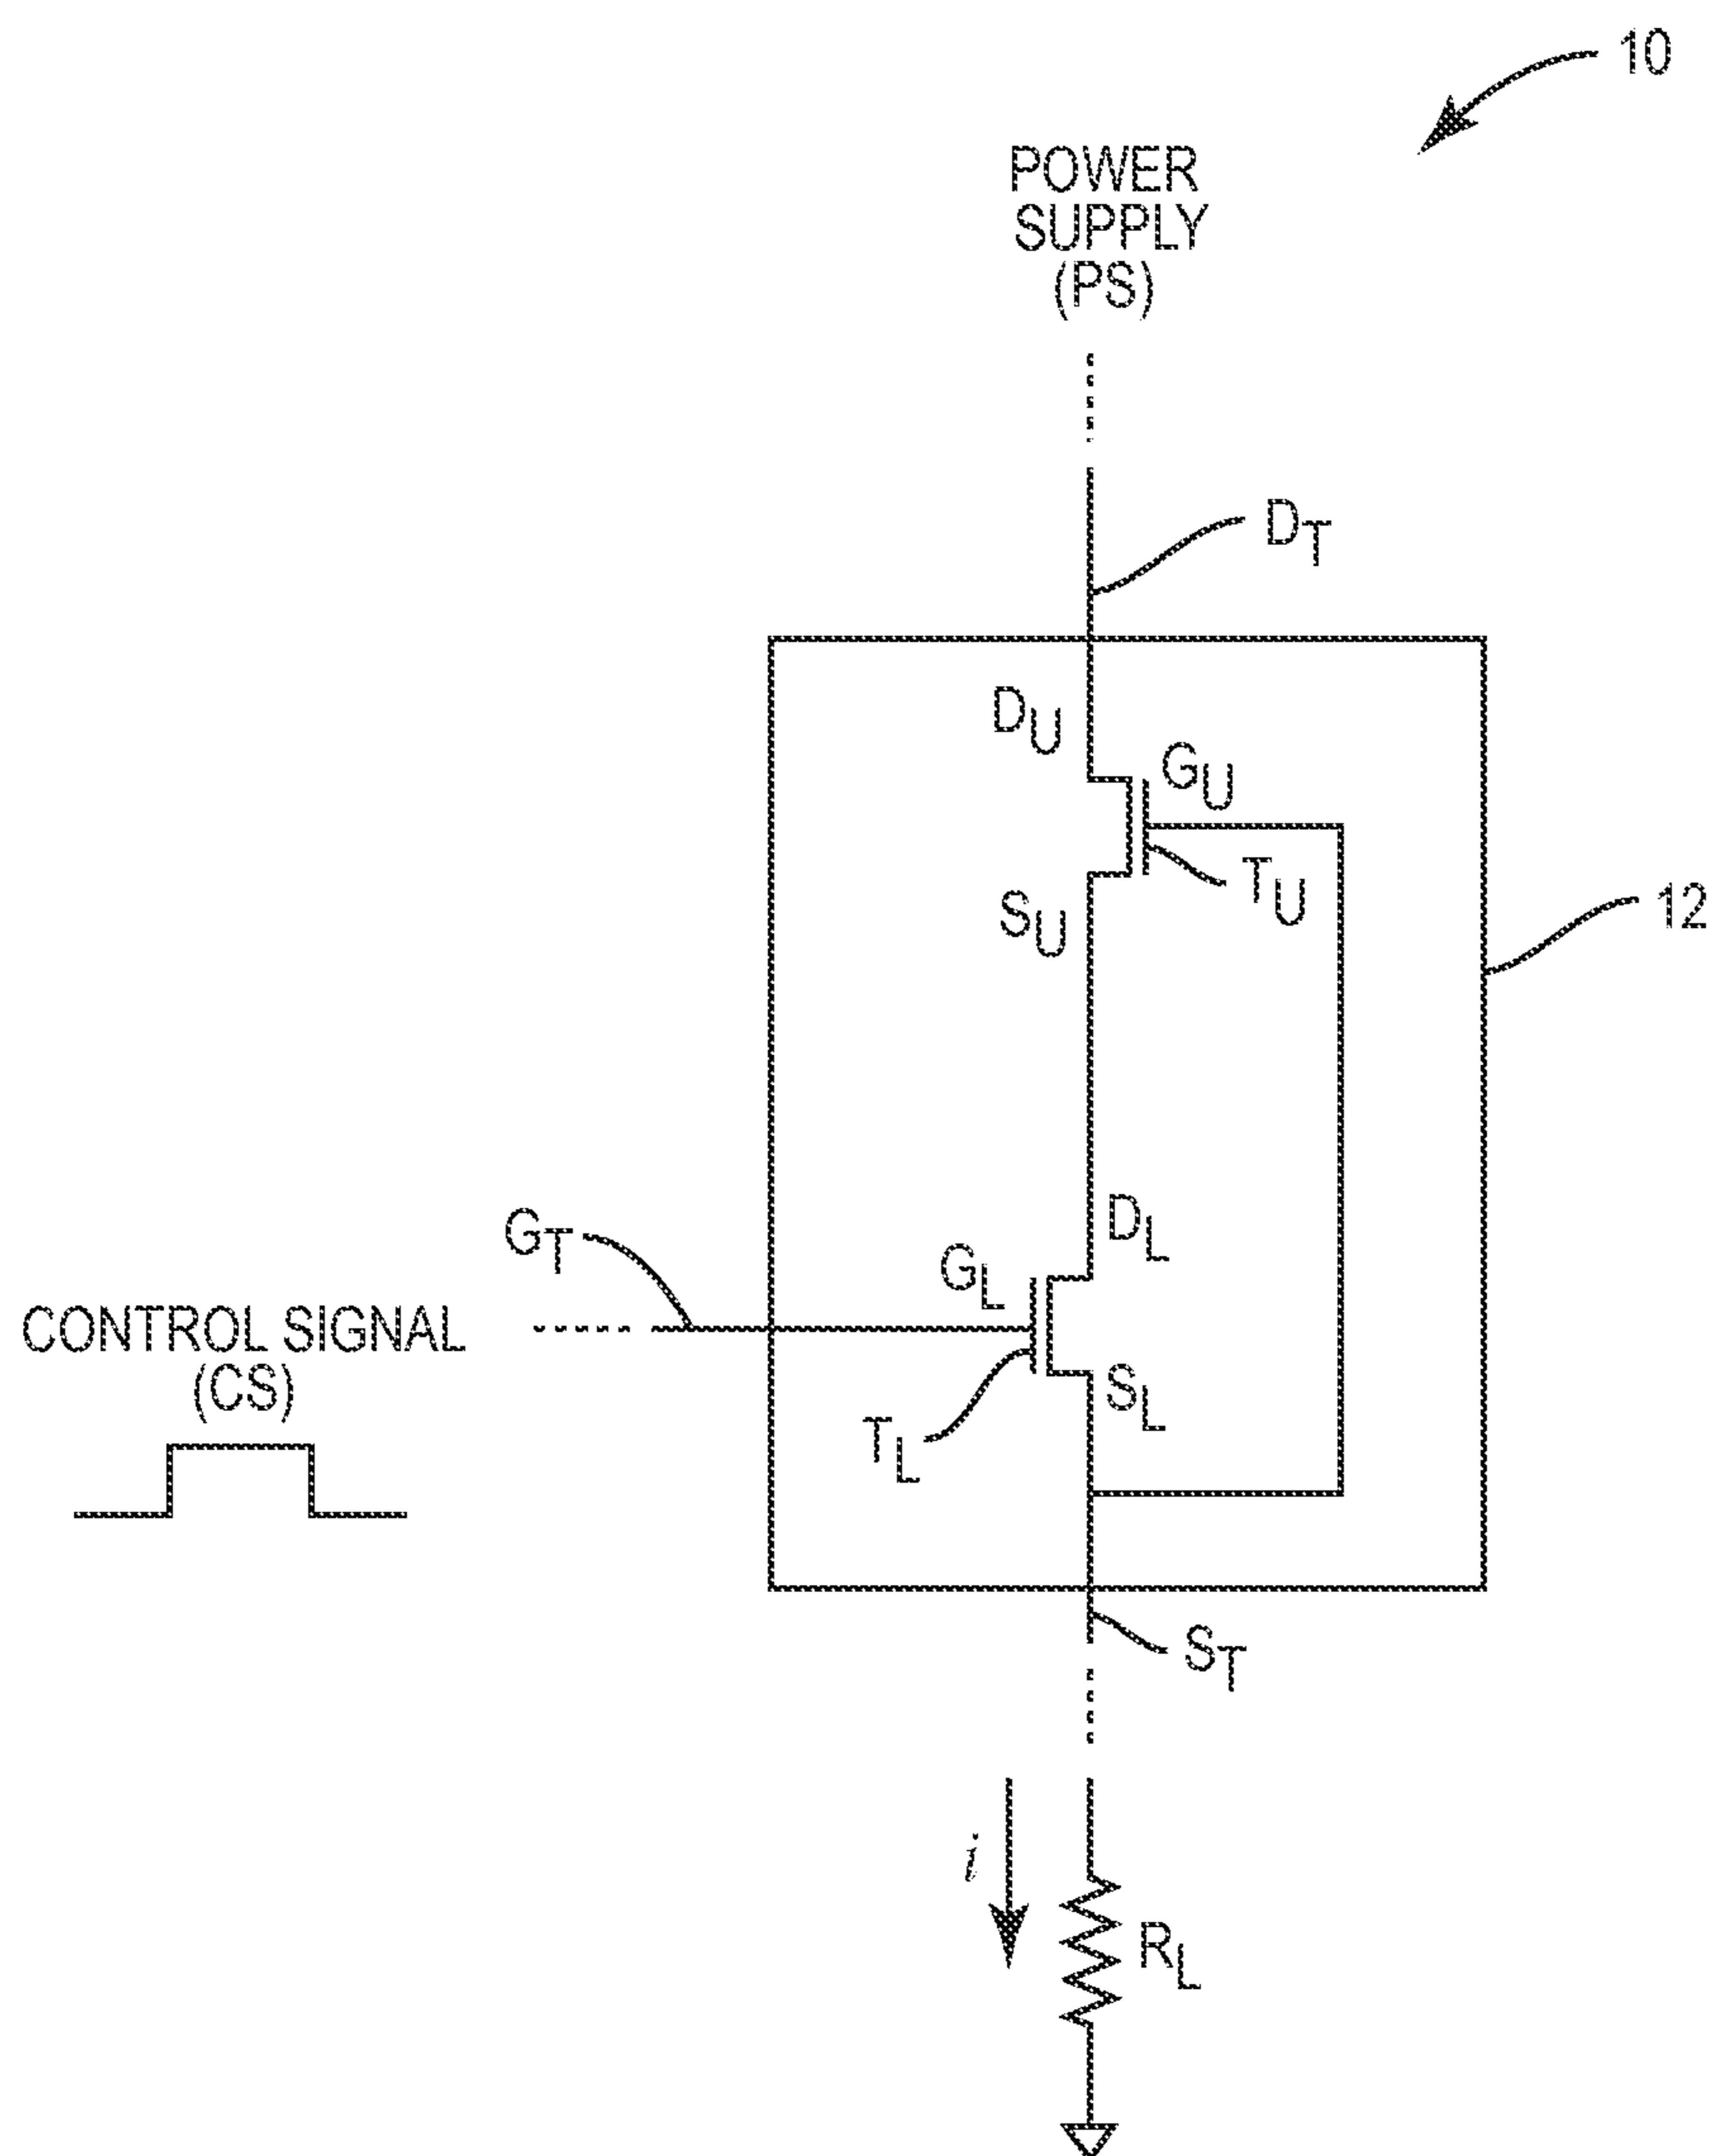 10
POWER
SUPPLY
(PS)
DT
DU
GU
TU
SU
12
DL
GT
GL
CONTROL SIGNAL
(CS)
SL
TL
ST
i
RL